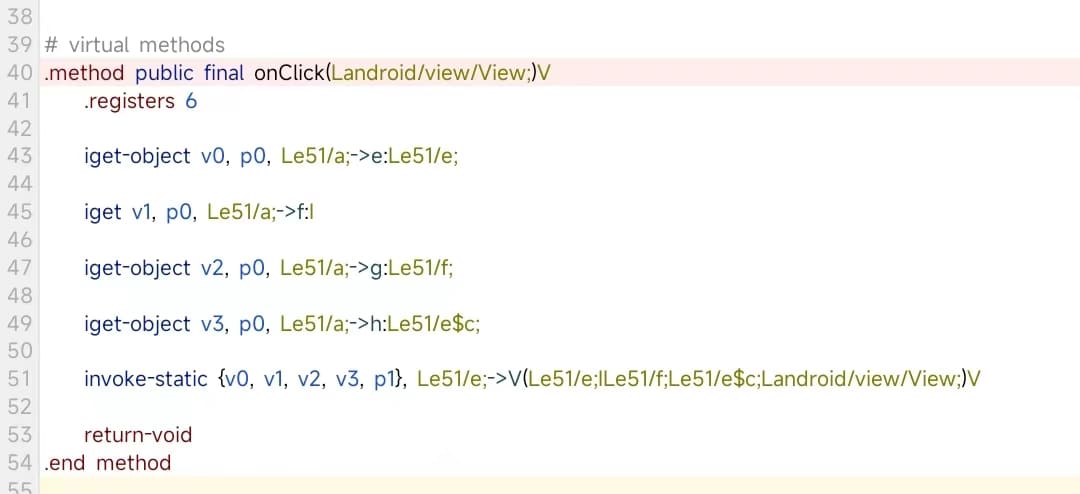 38
39 # virtual methods
40 .method public final onClick(Landroid/view/View;)V
41 .registers 6
42
43 iget-object v0, p0, Le51/a;->e:Le51/e;
44
45 iget v1, p0, Le51/a;->f:I
46
47 iget-object v2, p0, Le51/a;->g:Le51/f;
48
49 iget-object v3, p0, Le51/a;->h:Le51/e$c;
50
51 invoke-static {v0, v1, v2, v3, p1}, Le51/e;->V(Le51/e;ILe51/f;Le51/e$c;Landroid/view/View;)V
52
53 return-void
54 .end method
55